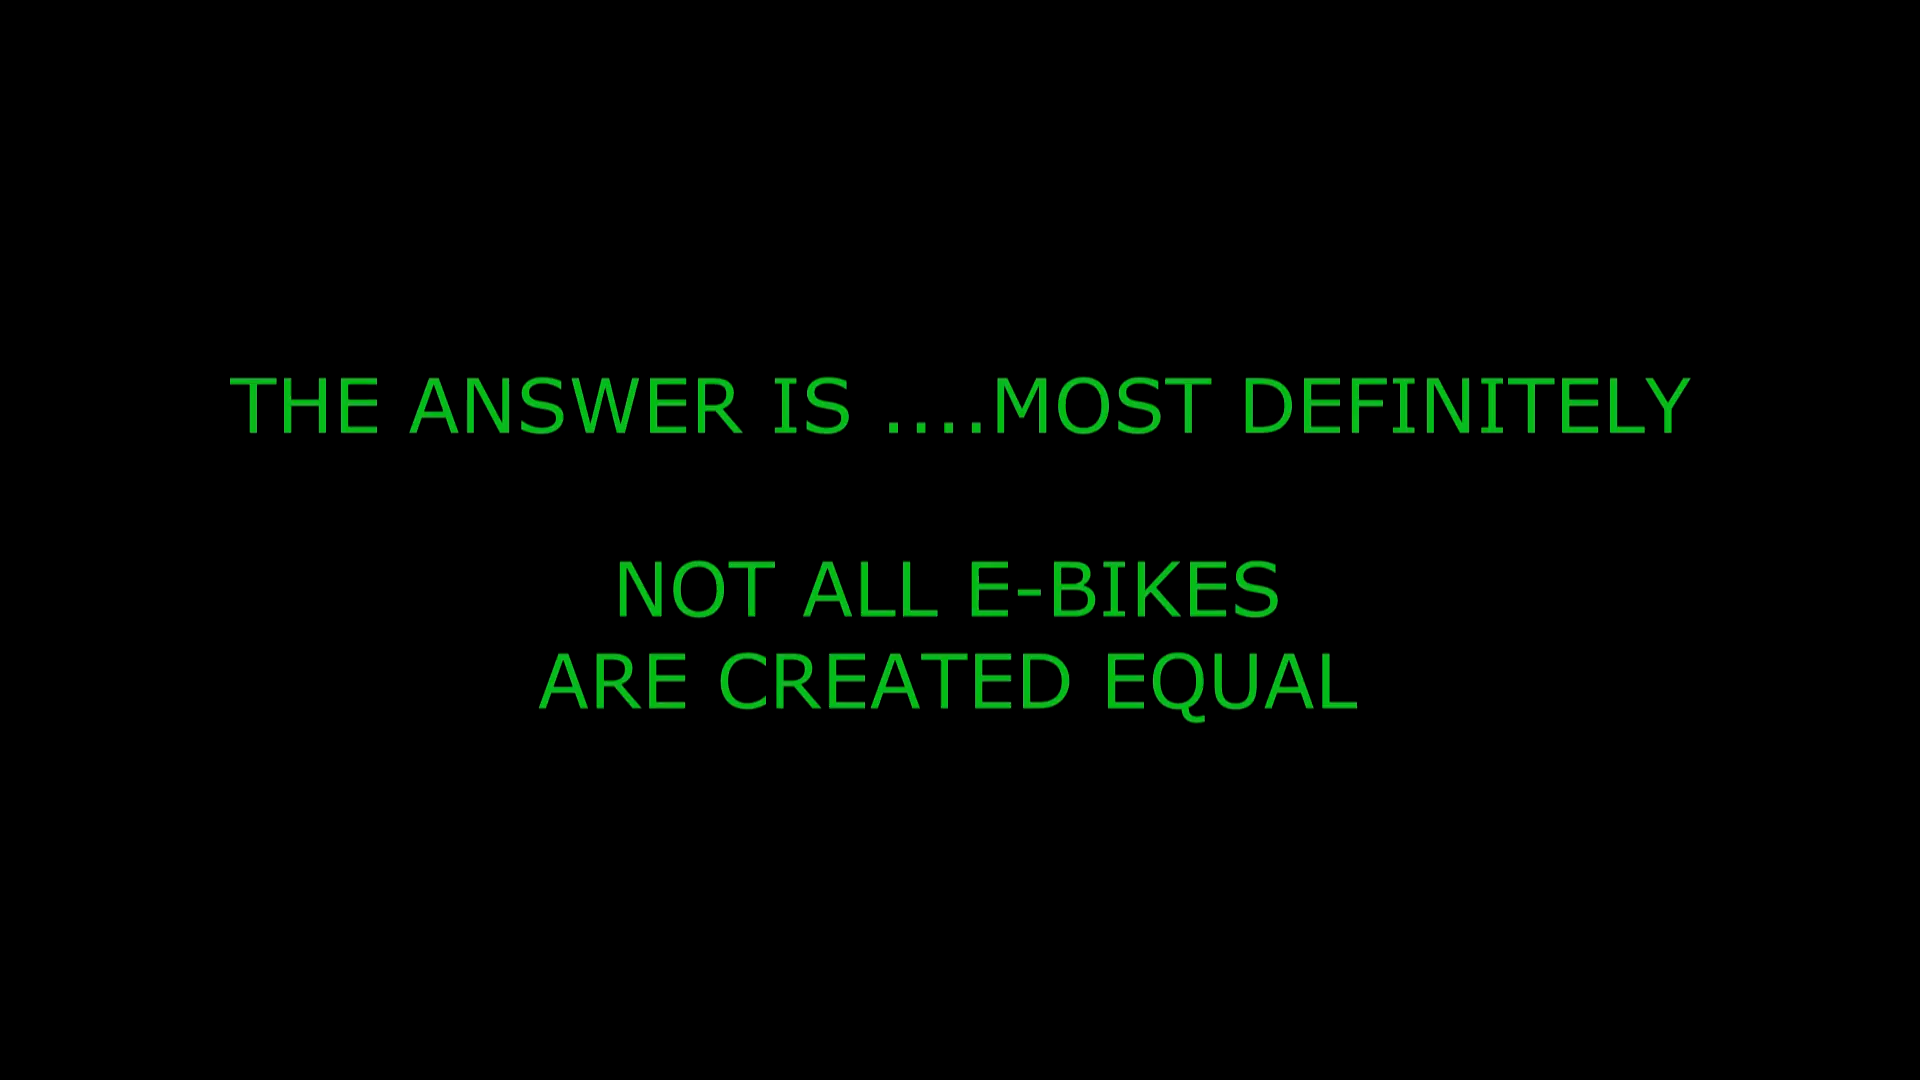 THE ANSWER IS ....MOST DEFINITELY
NOT ALL E-BIKES
ARE CREATED EQUAL